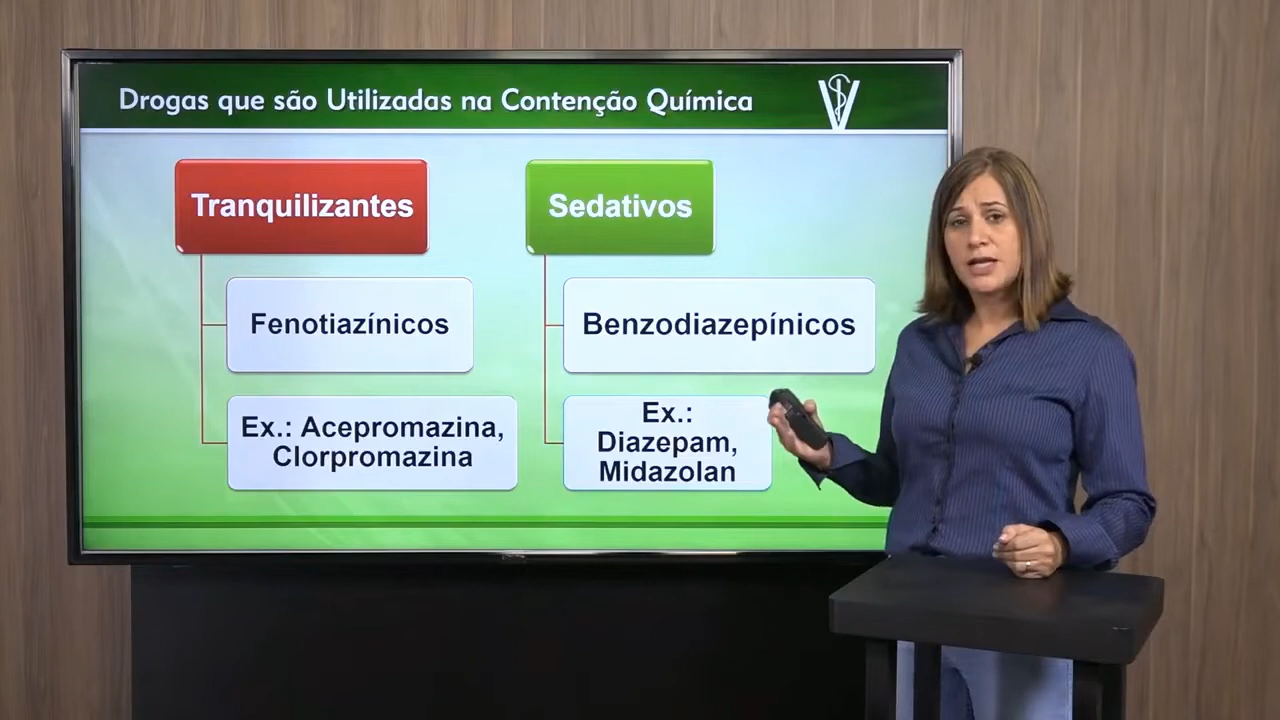 Drogas que são Utilizadas na Contenção Química
Tranquilizantes
Fenotiazínicos
Ex.: Acepromazina,
Clorpromazina
Sedativos
Benzodiazepínicos
Ex.:
Diazepam,
Midazolan